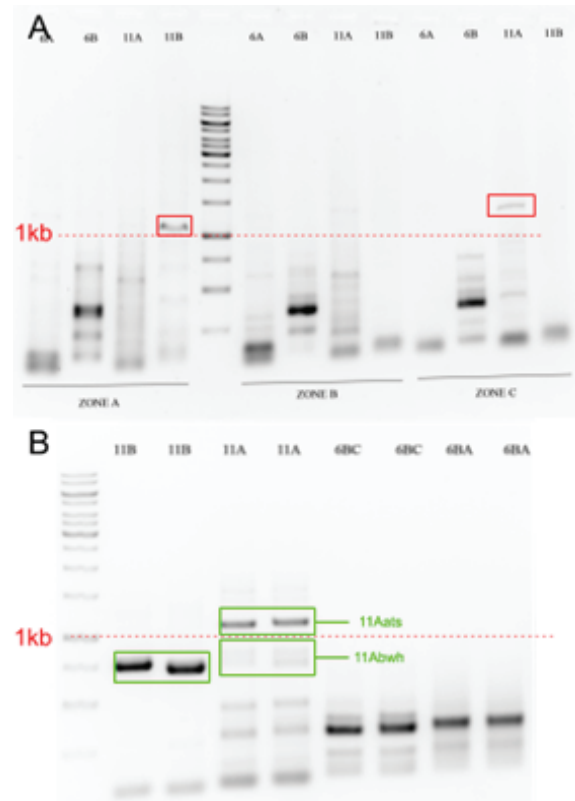 A
6A 6B 11A 11B 6A 6B 11A 11B 6A 6B 11A 11B
1kb
ZONE A ZONE B ZONE C
B
11B 11B 11A 11A 6BC 6BC 6BA 6BA
11Aats
1kb
11Abwh